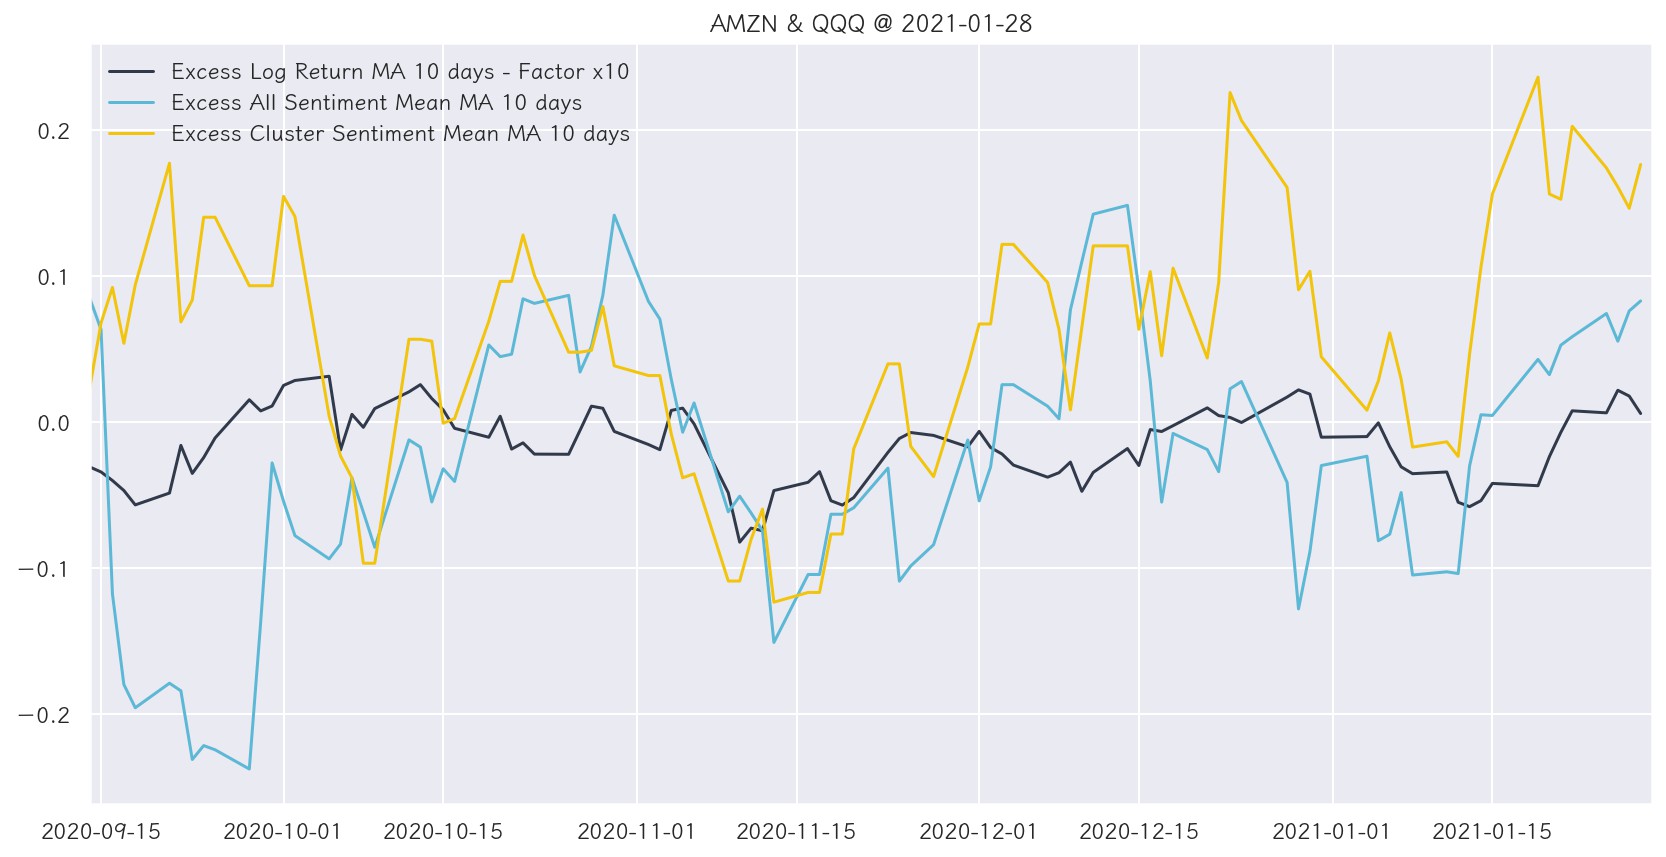 AMZN & QQQ @ 2021-01-28
Excess Log Return MA 10 days - Factor x10
Excess All Sentiment Mean MA 10 days
Excess Cluster Sentiment Mean MA 10 days
0.2
0.1
0.0
−0.1
−0.2
2020-09-15 2020-10-01 2020-10-15 2020-11-01 2020-11-15 2020-12-01 2020-12-15 2021-01-01 2021-01-15